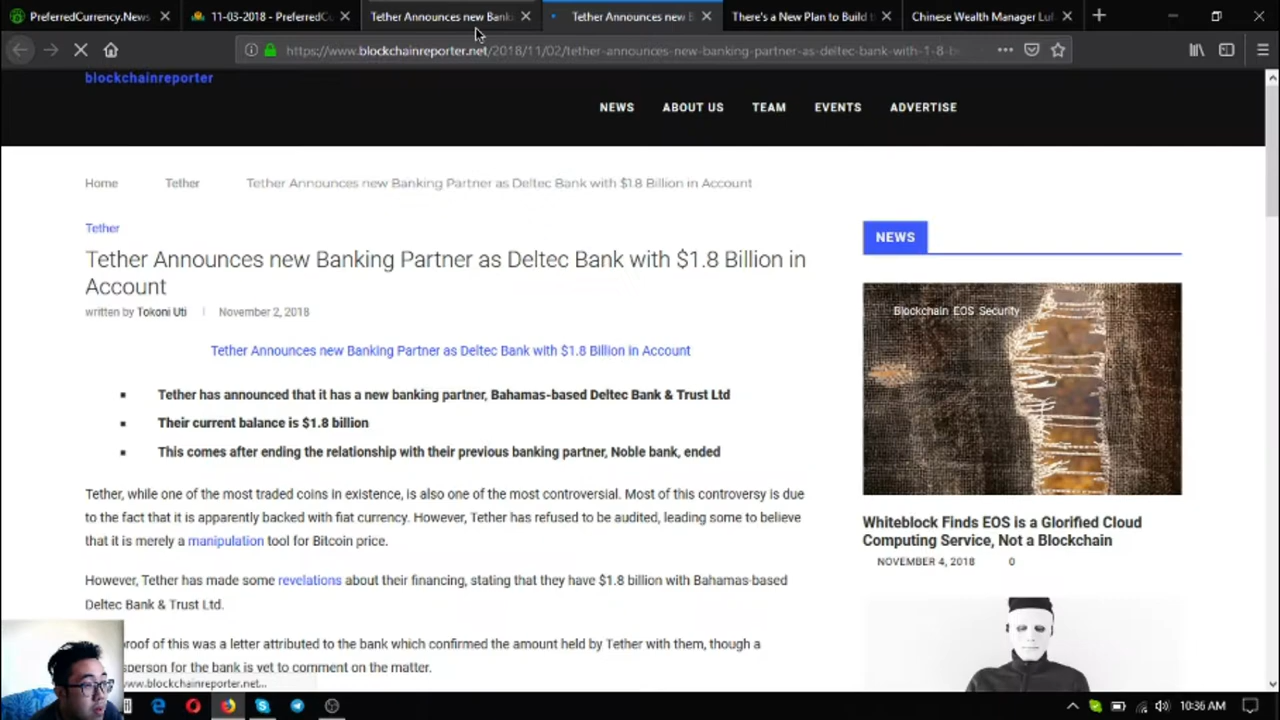 PreferredCurrency.News
11-03-2018 - PreferredC
Tether Announces new Bank
Tether Announces new B
There's a New Plan to Build
Chinese Wealth Manager Lu
https://www.blockchainreporter.net/2018/11/02/tether-announces-new-banking-partner-as-deltec-bank-with-1-8-b
blockchainreporter
NEWS ABOUT US TEAM EVENTS ADVERTISE
Home Tether Tether Announces new Banking Partner as Deltec Bank with $1.8 Billion in Account
Tether
Tether Announces new Banking Partner as Deltec Bank with $1.8 Billion in
Account
written by Tokoni Uti | November 2, 2018
Tether Announces new Banking Partner as Deltec Bank with $1.8 Billion in Account
Tether has announced that it has a new banking partner, Bahamas-based Deltec Bank & Trust Ltd
Their current balance is $1.8 billion
This comes after ending the relationship with their previous banking partner, Noble bank, ended
Tether, while one of the most traded coins in existence, is also one of the most controversial. Most of this controversy is due
to the fact that it is apparently backed with fiat currency. However, Tether has refused to be audited, leading some to believe
that it is merely a manipulation tool for Bitcoin price.
However, Tether has made some revelations about their financing, stating that they have $1.8 billion with Bahamas-based
Deltec Bank & Trust Ltd.
proof of this was a letter attributed to the bank which confirmed the amount held by Tether with them, though a
sperson for the bank is yet to comment on the matter.
NEWS
Blockchain EOS Security
Whiteblock Finds EOS is a Glorified Cloud
Computing Service, Not a Blockchain
NOVEMBER 4, 2018 0
www.blockchainreporter.net...
10:36 AM